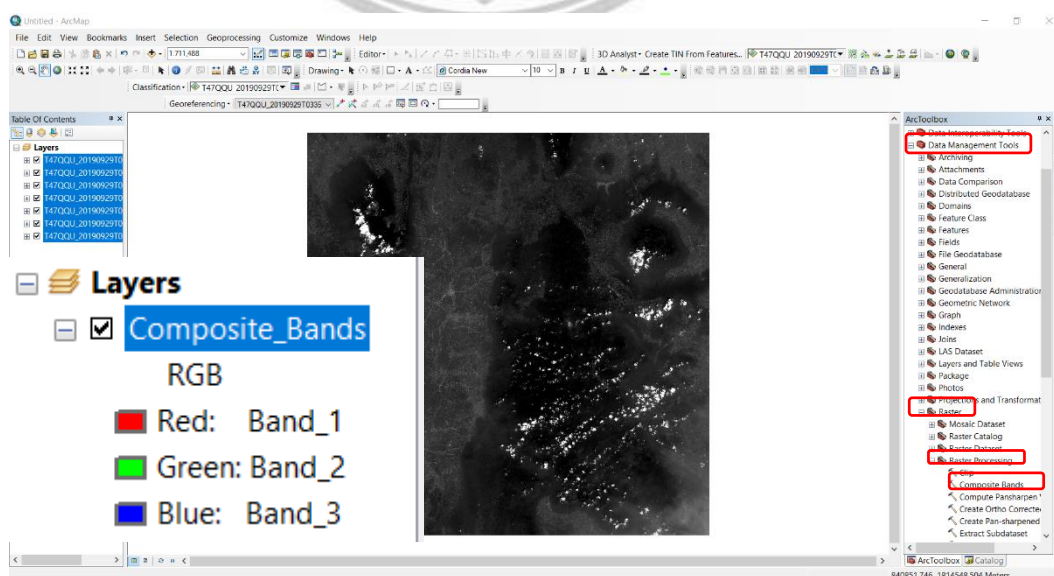 Untitled - ArcMap
File Edit View Bookmarks Insert Selection Geoprocessing Customize Windows Help
1:711,488
Editor
3D Analyst
Create TIN From Features...
T47QQU 20190929T
Drawing
A
Cordia New
10
B I U A
Classification
T47QQU 20190929T
Georeferencing
T47QQU_20190929T0335
Table Of Contents
Layers
T47QQU_20190929T0
T47QQU_20190929T0
T47QQU_20190929T0
T47QQU_20190929T0
T47QQU_20190929T0
T47QQU_20190929T0
T47QQU_20190929T0
Layers
Composite_Bands
RGB
Red: Band_1
Green: Band_2
Blue: Band_3
ArcToolbox
Data Interoperability Tools
Data Management Tools
Archiving
Attachments
Data Comparison
Distributed Geodatabase
Domains
Feature Class
Features
Fields
File Geodatabase
General
Generalization
Geodatabase Administration
Geometric Network
Graph
Indexes
Joins
LAS Dataset
Layers and Table Views
Package
Photos
Projections and Transformat
Raster
Mosaic Dataset
Raster Catalog
Raster Dataset
Raster Processing
Clip
Composite Bands
Compute Pansharpen
Create Ortho Correcte
Create Pan-sharpened
Extract Subdataset
ArcToolbox Catalog
840851.746 1814548.504 Meters